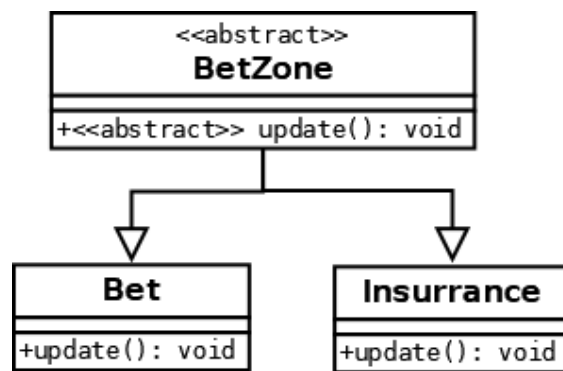 <<abstract>>
BetZone
+<<abstract>> update(): void
Bet
+update(): void
Insurrance
+update(): void